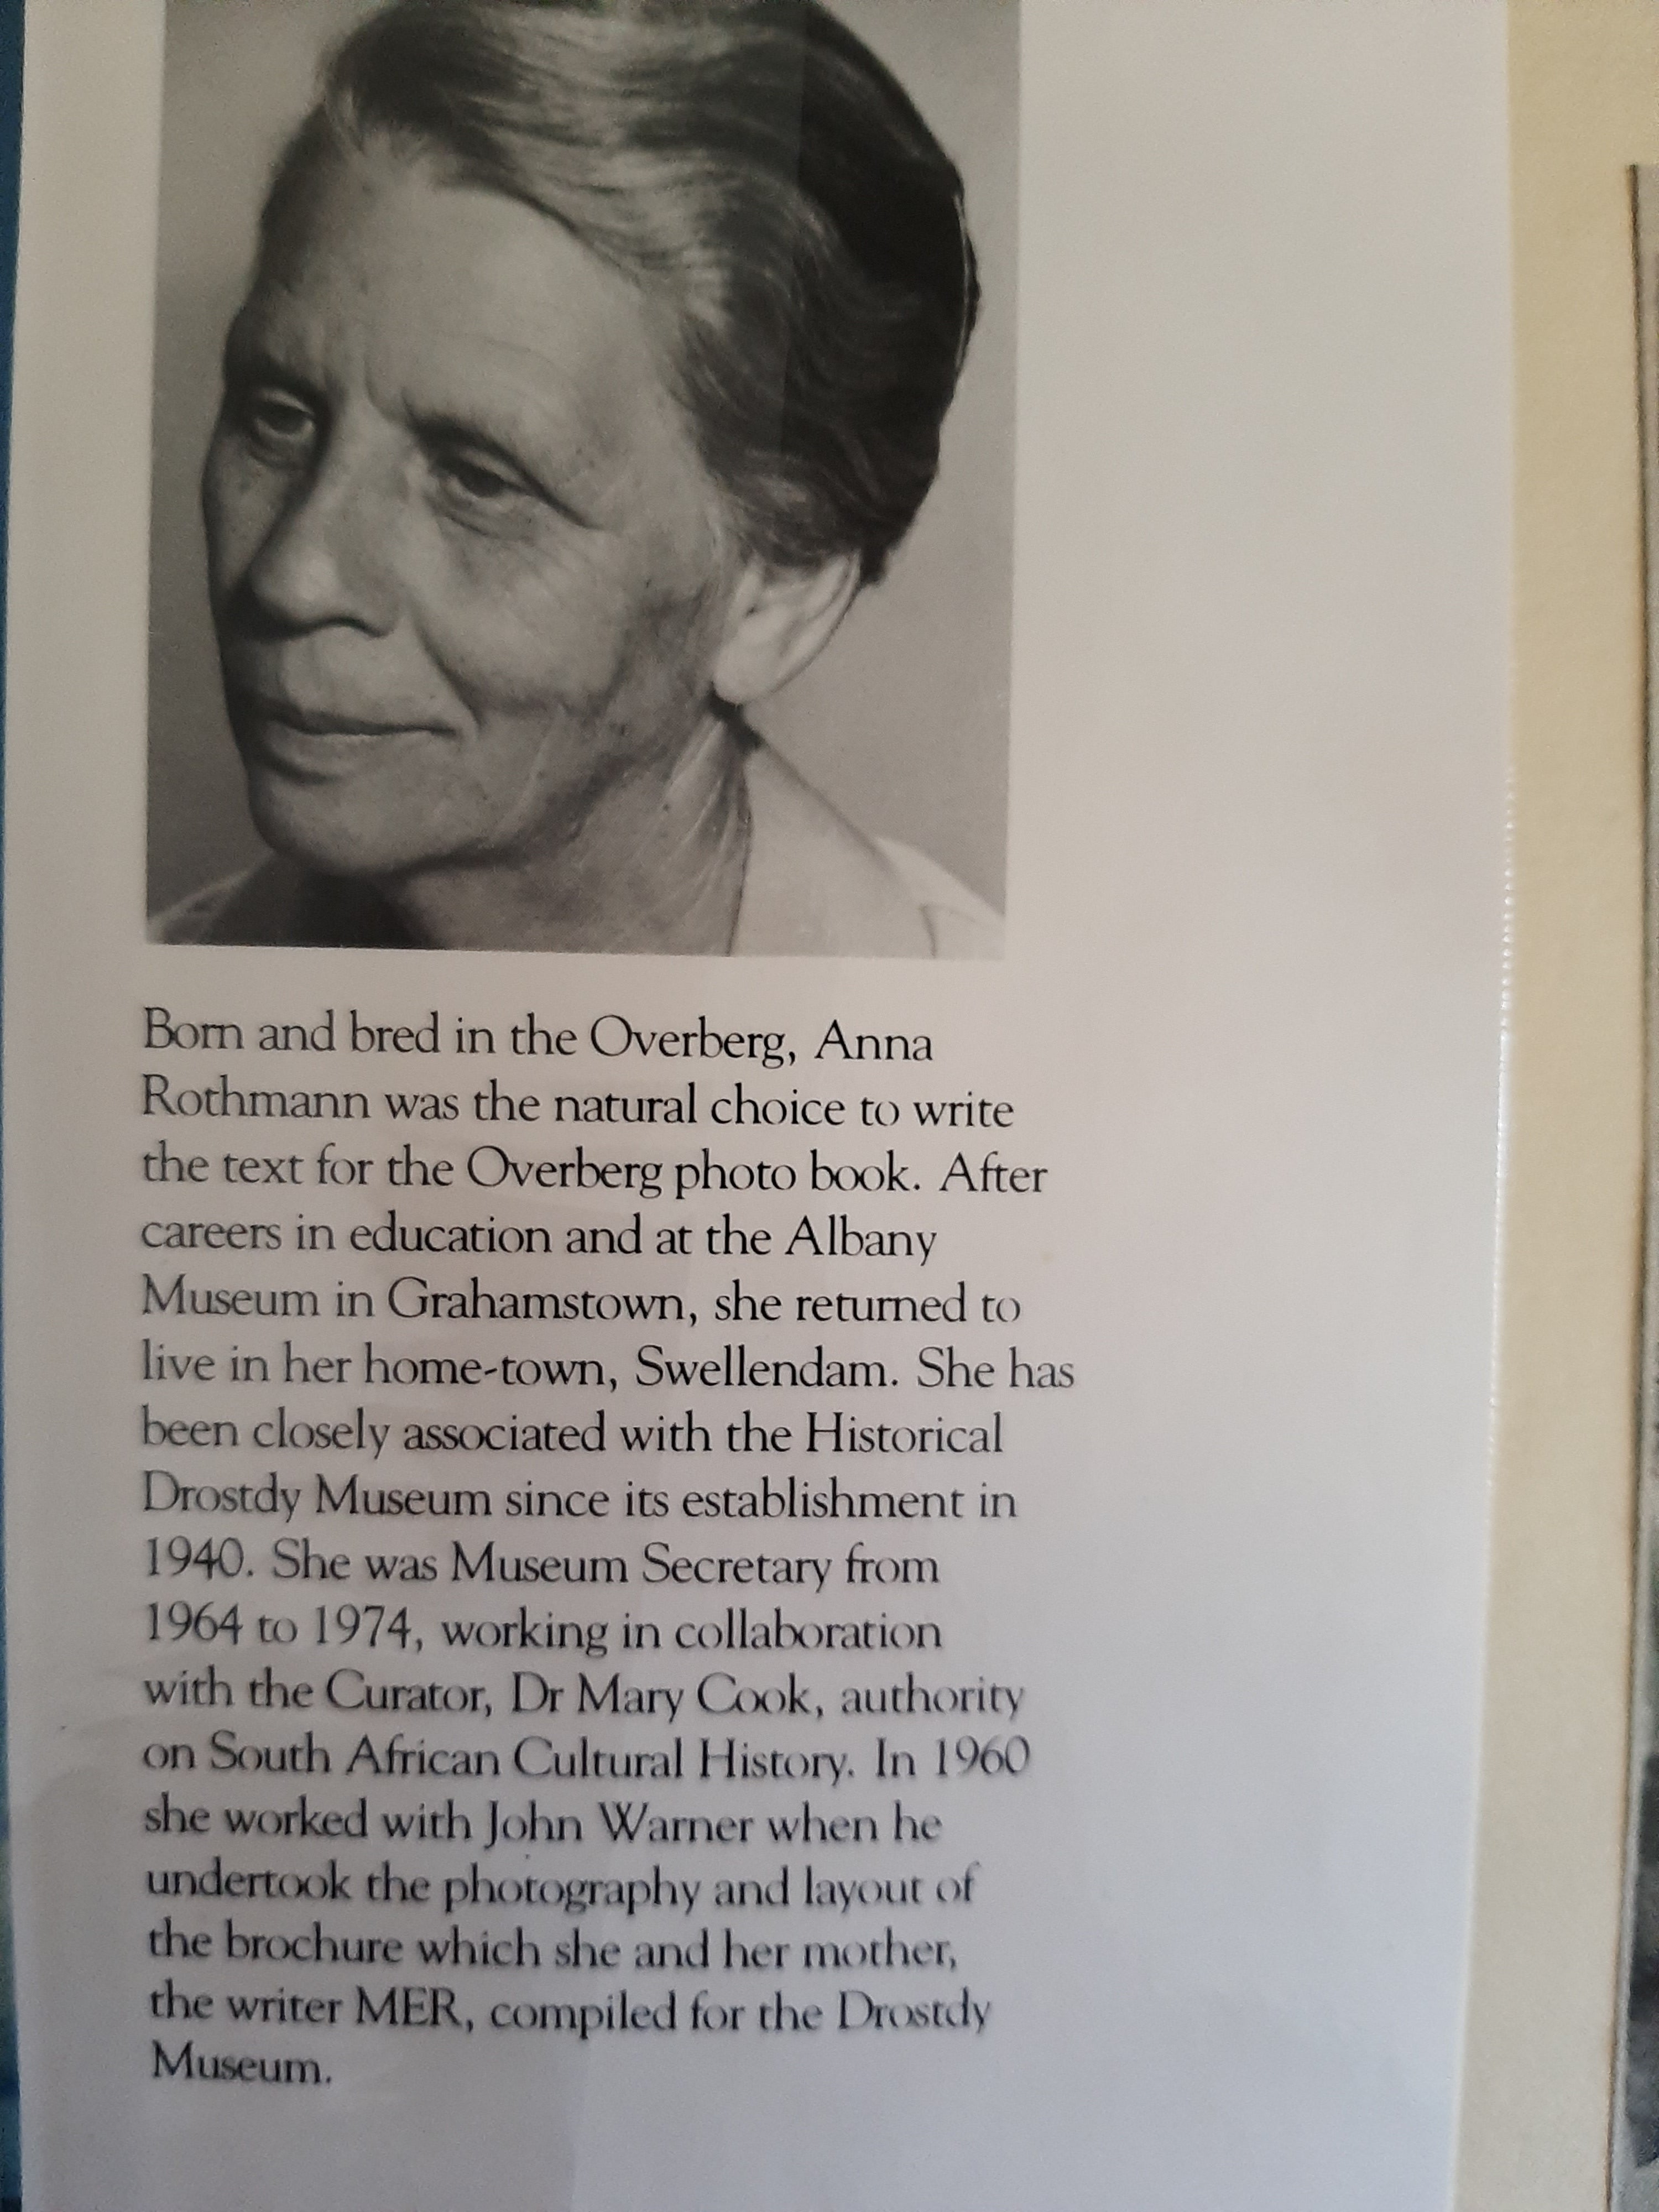 Born and bred in the Overberg, Anna
Rothmann was the natural choice to write
the text for the Overberg photo book. After
careers in education and at the Albany
Museum in Grahamstown, she returned to
live in her home-town, Swellendam. She has
been closely associated with the Historical
Drostdy Museum since its establishment in
1940. She was Museum Secretary from
1964 to 1974, working in collaboration
with the Curator, Dr Mary Cook, authority
on South African Cultural History. In 1960
she worked with John Warner when he
undertook the photography and layout of
the brochure which she and her mother,
the writer MER, compiled for the Drostdy
Museum.